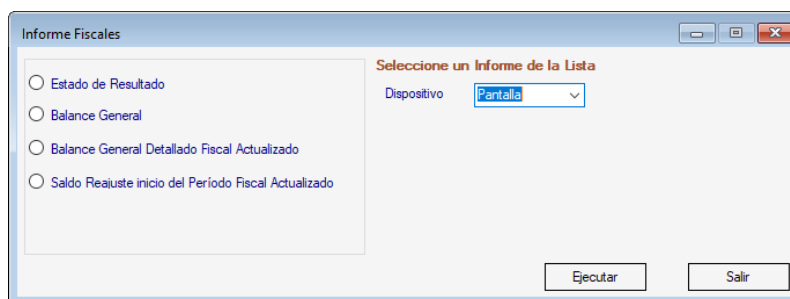 Informe Fiscales
Seleccione un Informe de la Lista
Estado de Resultado
Dispositivo Pantalla
Balance General
Balance General Detallado Fiscal Actualizado
Saldo Reajuste inicio del Período Fiscal Actualizado
Ejecutar Salir